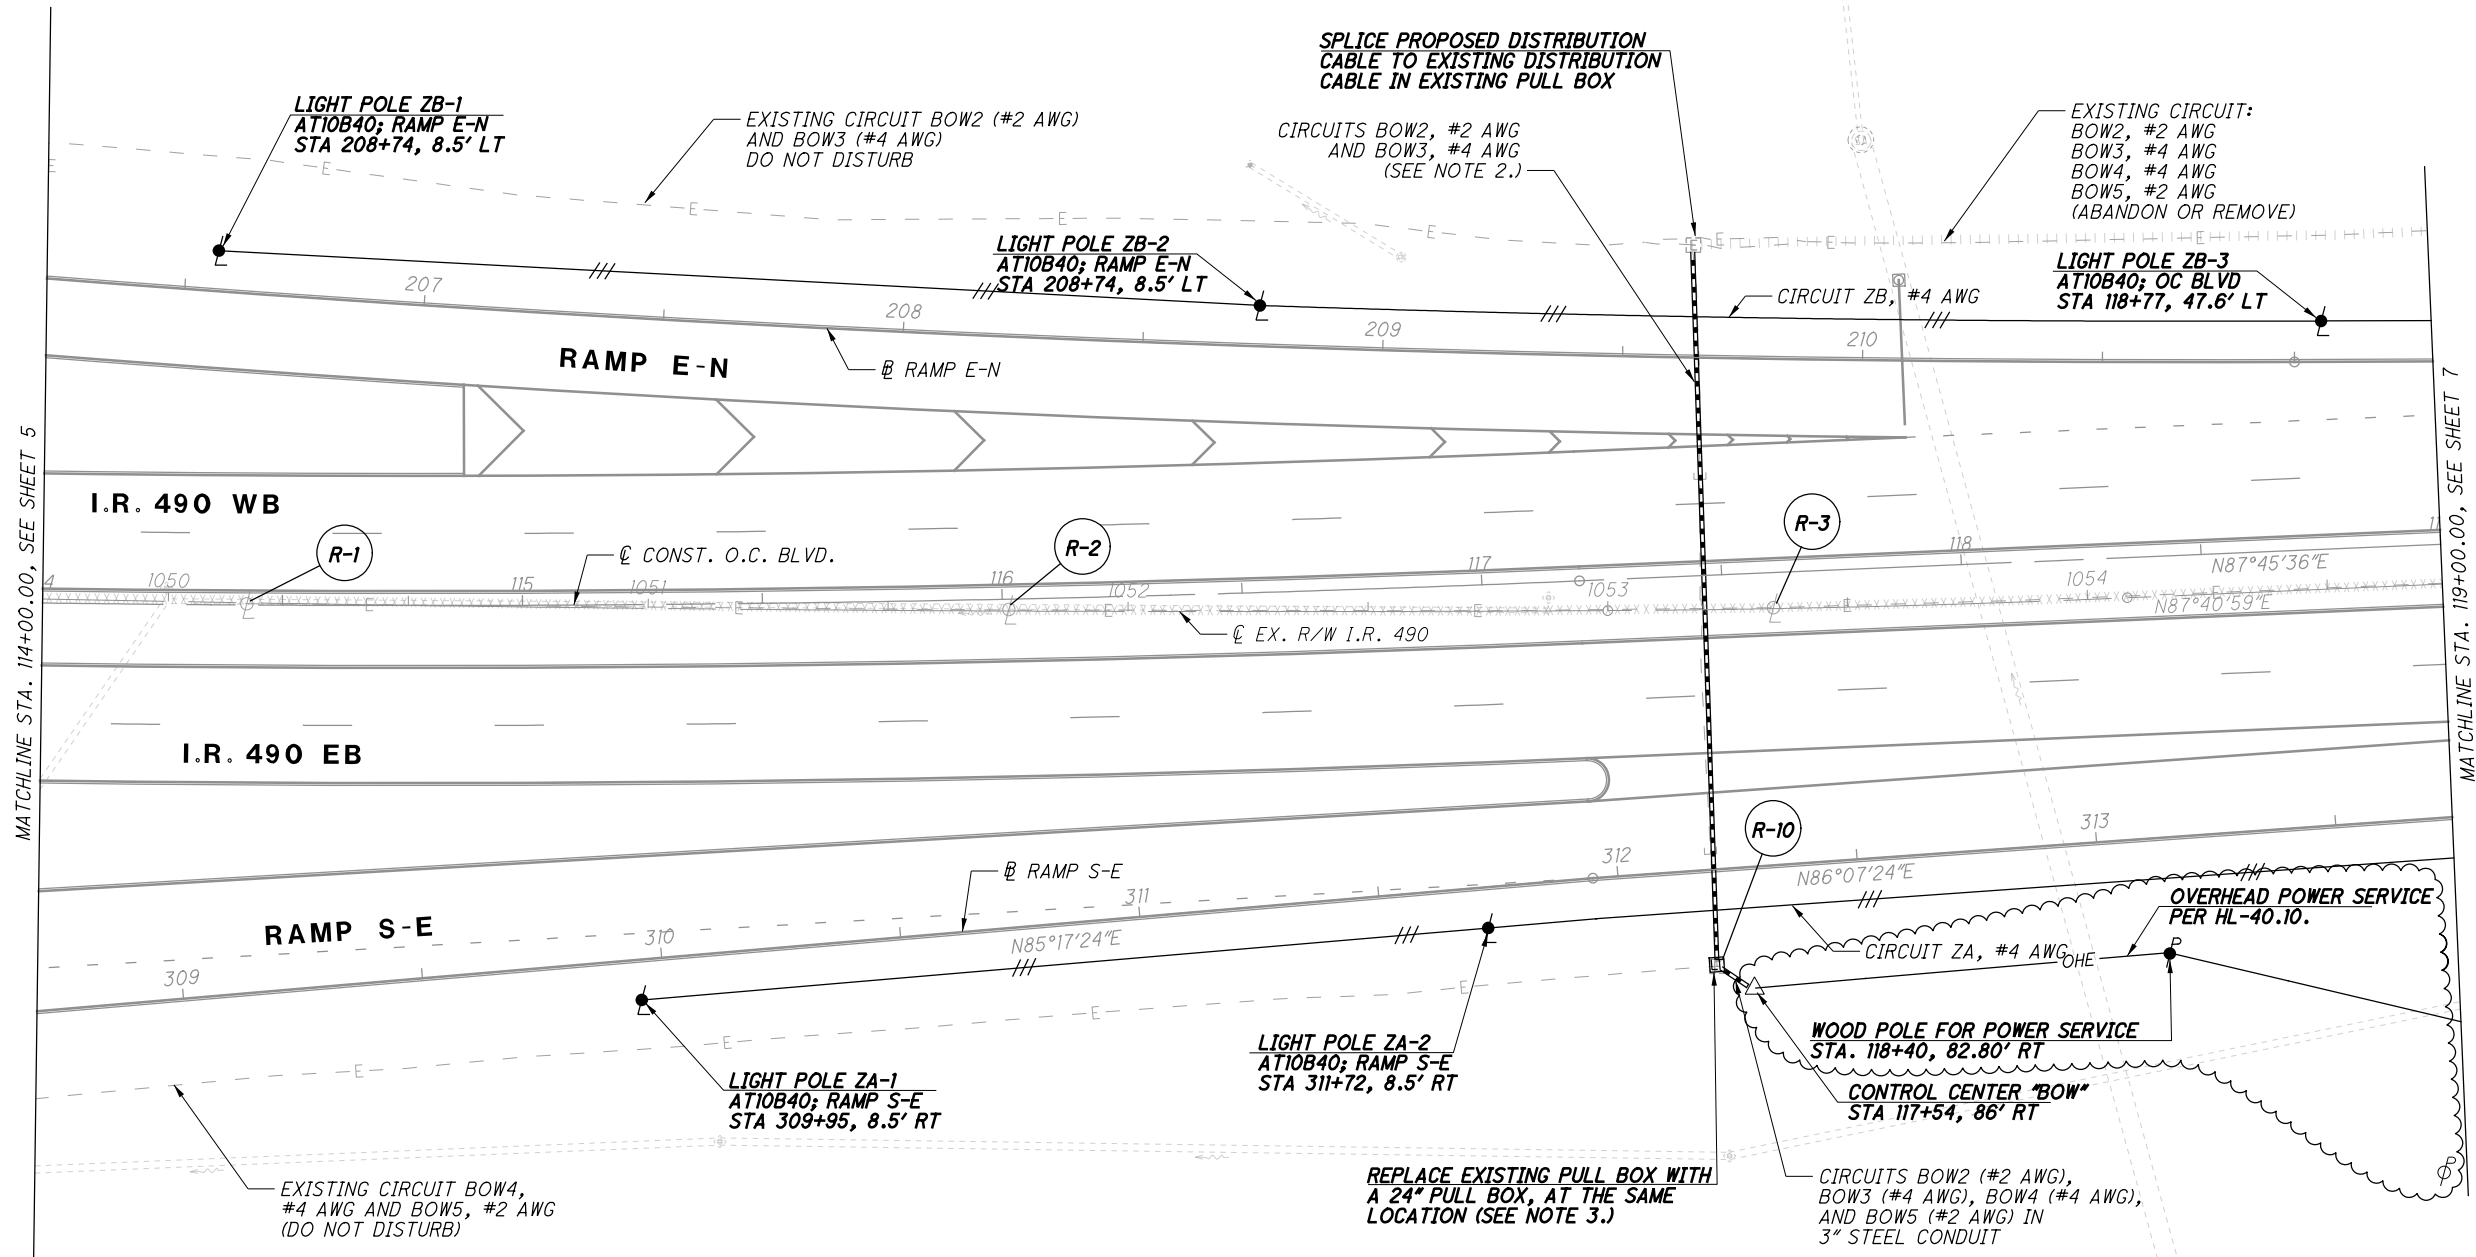 SPLICE PROPOSED DISTRIBUTION
CABLE TO EXISTING DISTRIBUTION
CABLE IN EXISTING PULL BOX
LIGHT POLE ZB-1
AT10B40; RAMP E-N
STA 208+74, 8.5' LT
EXISTING CIRCUIT BOW2 (#2 AWG)
AND BOW3 (#4 AWG)
DO NOT DISTURB
CIRCUITS BOW2, #2 AWG
AND BOW3, #4 AWG
(SEE NOTE 2.)
EXISTING CIRCUIT:
BOW2, #2 AWG
BOW3, #4 AWG
BOW4, #4 AWG
BOW5, #2 AWG
(ABANDON OR REMOVE)
E
E
E
E
E
E
E
E
E
LIGHT POLE ZB-2
AT10B40; RAMP E-N
STA 208+74, 8.5' LT
LIGHT POLE ZB-3
AT10B40; OC BLVD
STA 118+77, 47.6' LT
CIRCUIT ZB, #4 AWG
207
208
209
210
RAMP E-N
℄ RAMP E-N
MATCHLINE STA. 114+00.00, SEE SHEET 5
MATCHLINE STA. 119+00.00, SEE SHEET 7
I.R. 490 WB
R-1
R-2
R-3
℄ CONST. O.C. BLVD.
4
1050
115
1051
116
1052
117
1053
118
1054
11
N87°45'36"E
N87°40'59"E
E
E
E
E
E
E
℄ EX. R/W I.R. 490
I.R. 490 EB
R-10
RAMP S-E
℄ RAMP S-E
309
310
311
312
313
N85°17'24"E
N86°07'24"E
OVERHEAD POWER SERVICE
PER HL-40.10.
CIRCUIT ZA, #4 AWG
OHE
P
E
E
E
E
LIGHT POLE ZA-1
AT10B40; RAMP S-E
STA 309+95, 8.5' RT
LIGHT POLE ZA-2
AT10B40; RAMP S-E
STA 311+72, 8.5' RT
WOOD POLE FOR POWER SERVICE
STA. 118+40, 82.80' RT
CONTROL CENTER "BOW"
STA 117+54, 86' RT
P
EXISTING CIRCUIT BOW4,
#4 AWG AND BOW5, #2 AWG
(DO NOT DISTURB)
REPLACE EXISTING PULL BOX WITH
A 24" PULL BOX, AT THE SAME
LOCATION (SEE NOTE 3.)
CIRCUITS BOW2 (#2 AWG),
BOW3 (#4 AWG), BOW4 (#4 AWG),
AND BOW5 (#2 AWG) IN
3" STEEL CONDUIT